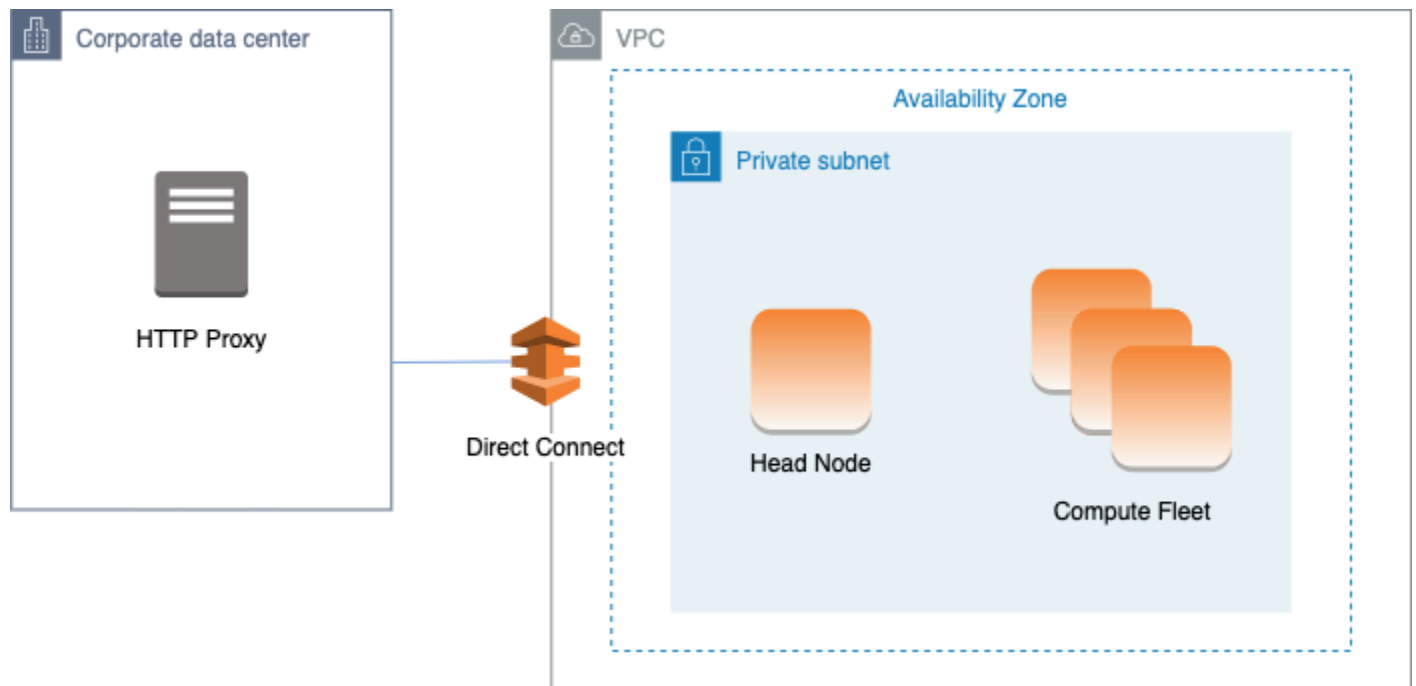 Corporate data center
VPC
Availability Zone
Private subnet
HTTP Proxy
Direct Connect
Head Node
Compute Fleet